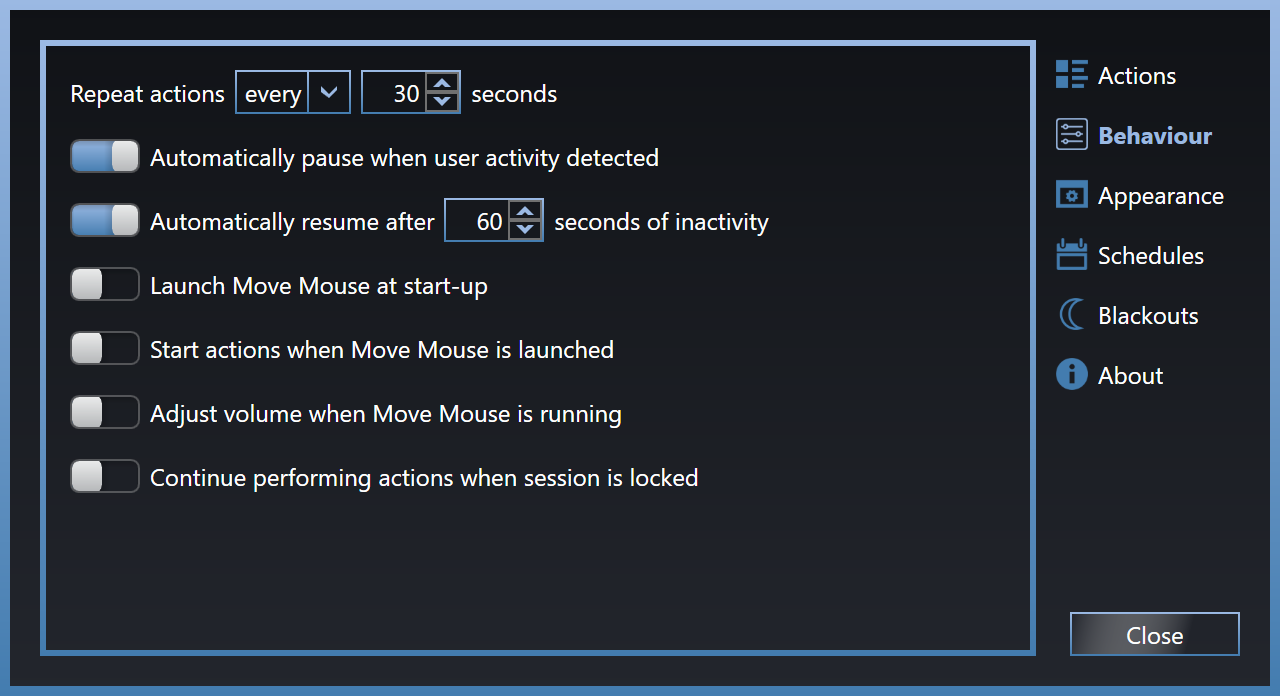 Repeat actions every 30 seconds
Automatically pause when user activity detected
Automatically resume after 60 seconds of inactivity
Launch Move Mouse at start-up
Start actions when Move Mouse is launched
Adjust volume when Move Mouse is running
Continue performing actions when session is locked
Actions
Behaviour
Appearance
Schedules
Blackouts
About
Close